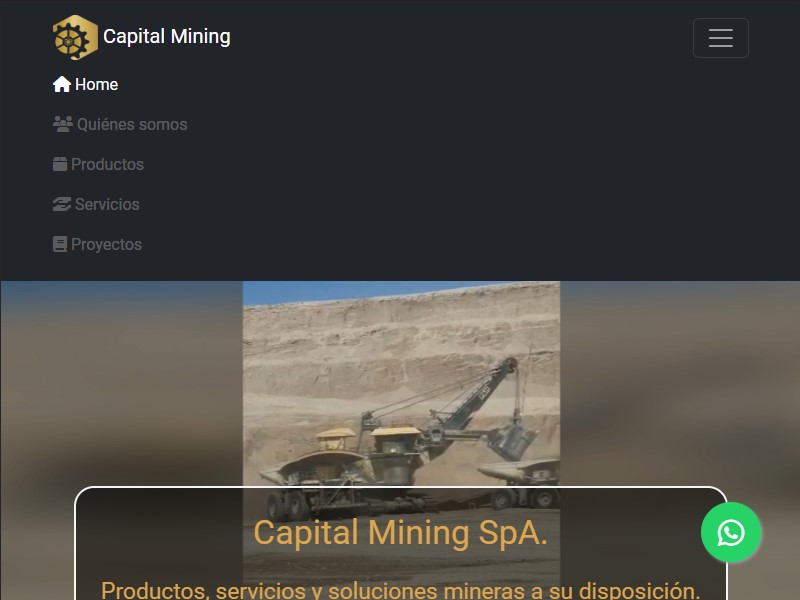 Capital Mining
Home
Quiénes somos
Productos
Servicios
Proyectos
Capital Mining SpA.
Productos, servicios y soluciones mineras a su disposición.